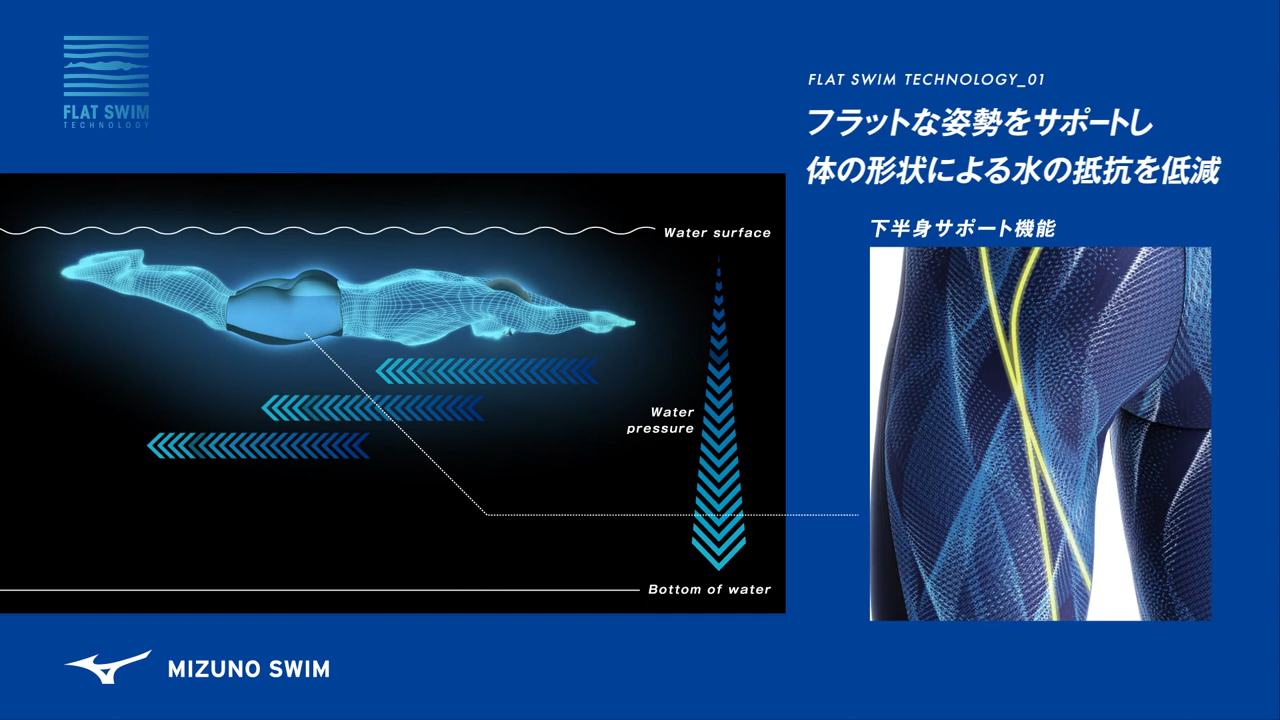 FLAT SWIM
TECHNOLOGY
FLAT SWIM TECHNOLOGY_01
フラットな姿勢をサポートし
体の形状による水の抵抗を低減
下半身サポート機能
Water surface
Water
pressure
Bottom of water
MIZUNO SWIM